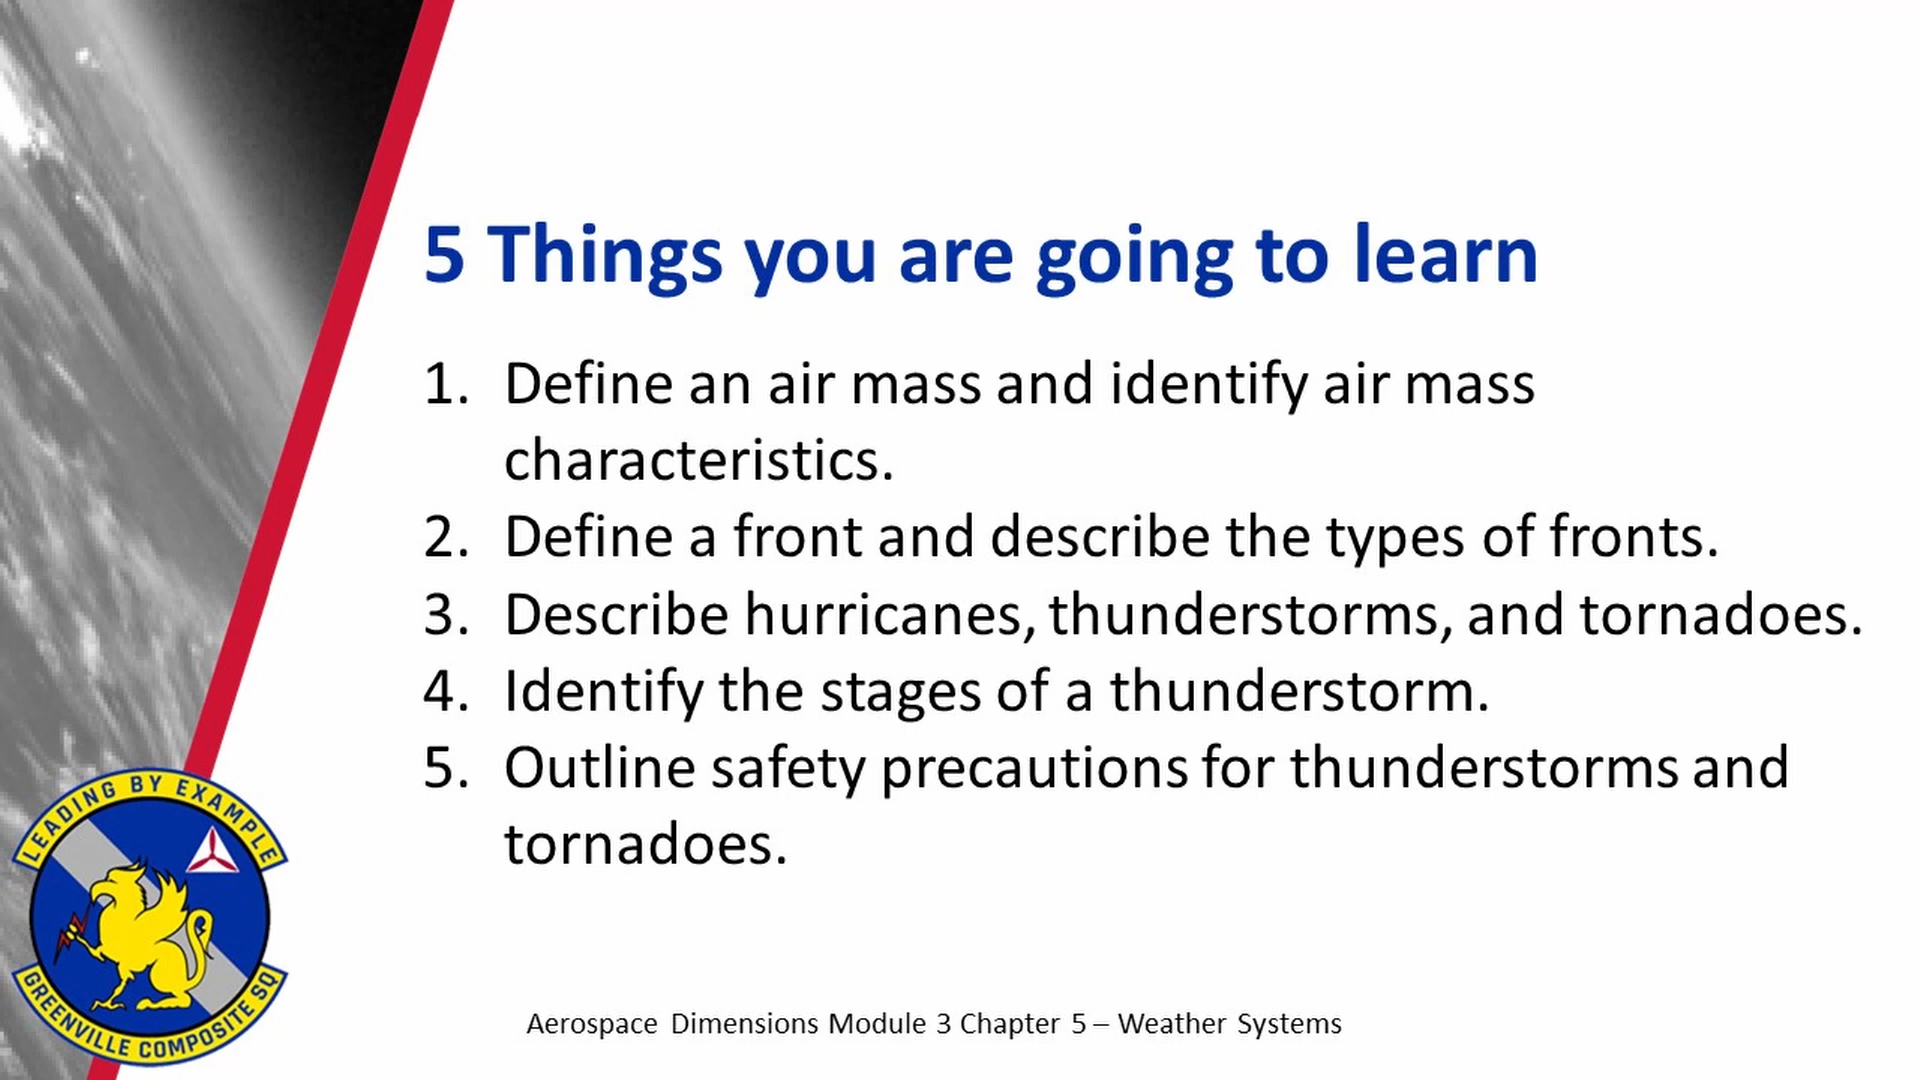 5 Things you are going to learn
1. Define an air mass and identify air mass
characteristics.
2. Define a front and describe the types of fronts.
3. Describe hurricanes, thunderstorms, and tornadoes.
4. Identify the stages of a thunderstorm.
5. Outline safety precautions for thunderstorms and
tornadoes.
LEADING BY EXAMPLE
GREENVILLE COMPOSITE SQ
Aerospace Dimensions Module 3 Chapter 5 – Weather Systems